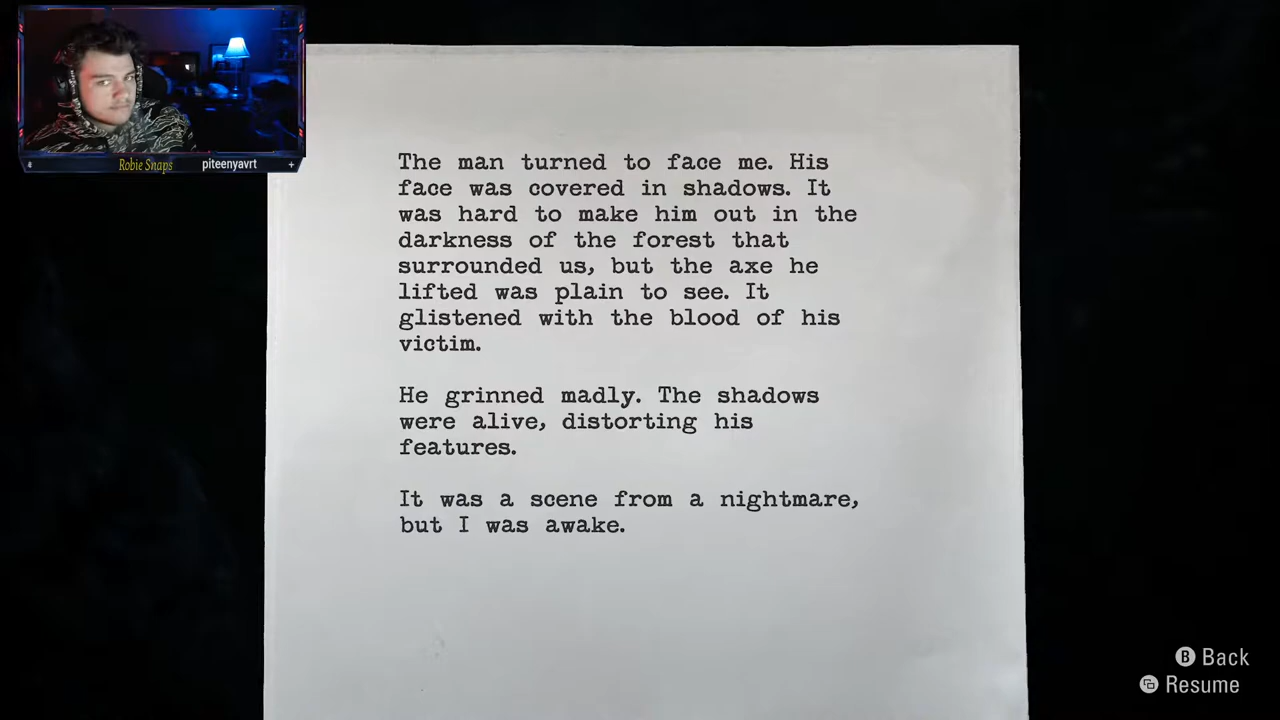 Robie Snaps piteenyavrt +
The man turned to face me. His
face was covered in shadows. It
was hard to make him out in the
darkness of the forest that
surrounded us, but the axe he
lifted was plain to see. It
glistened with the blood of his
victim.
He grinned madly. The shadows
were alive, distorting his
features.
It was a scene from a nightmare,
but I was awake.
B Back
Resume